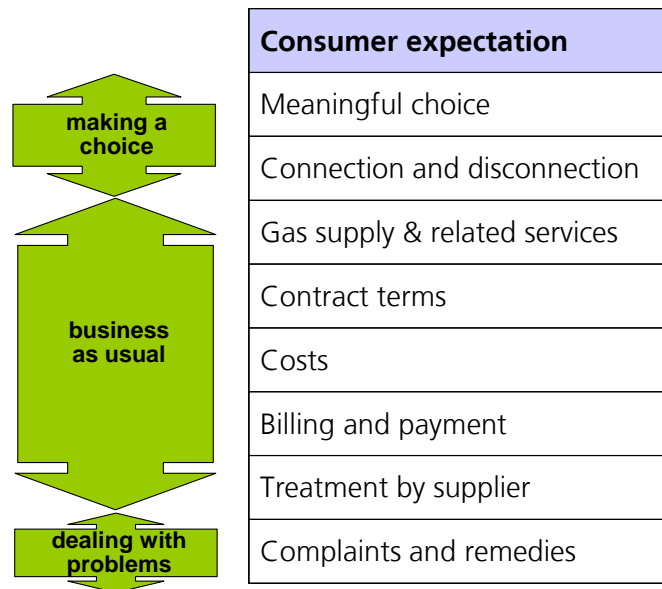 Consumer expectation
making a
choice
Meaningful choice
Connection and disconnection
business
as usual
Gas supply & related services
Contract terms
Costs
Billing and payment
Treatment by supplier
dealing with
problems
Complaints and remedies